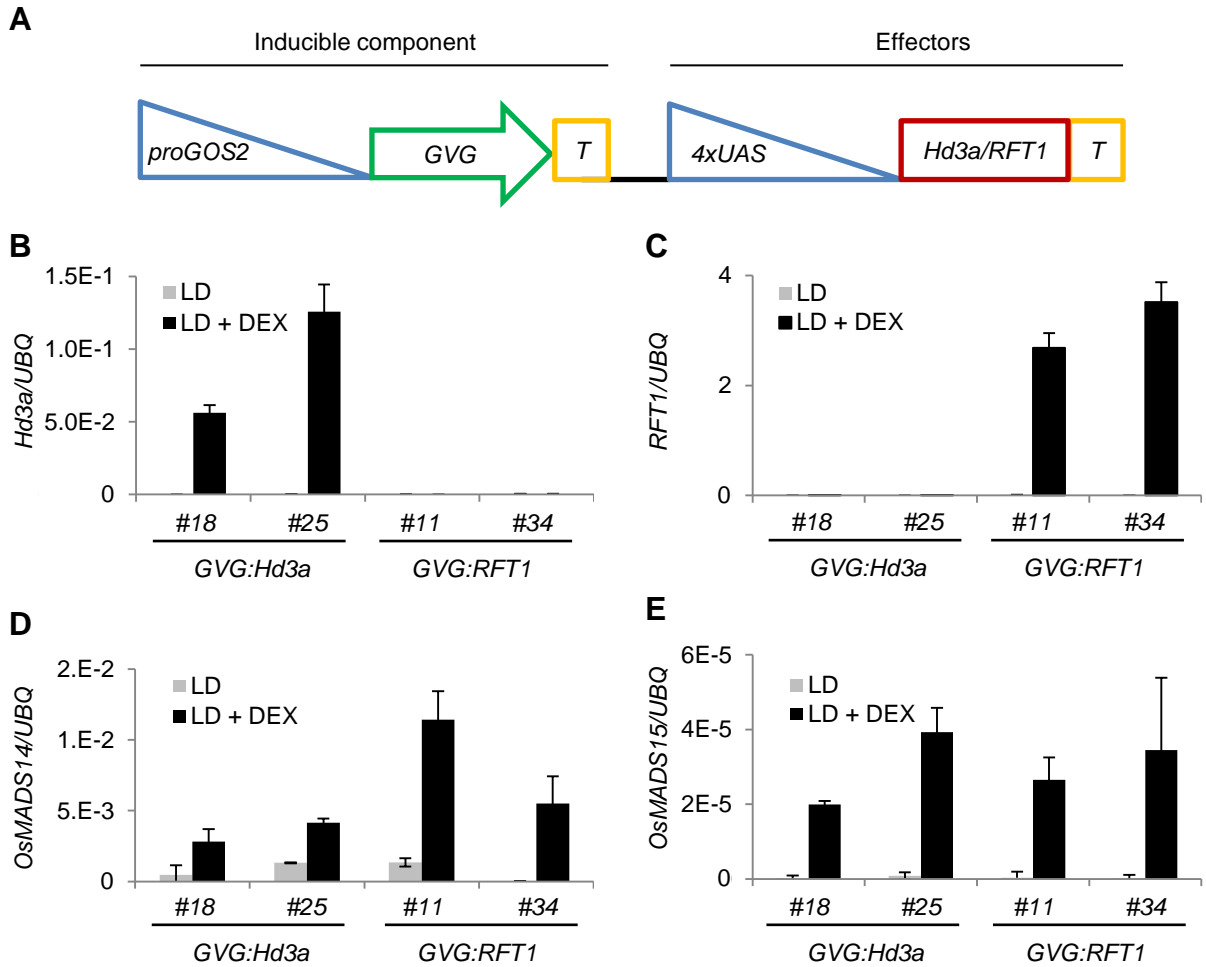 A
Inducible component
Effectors
proGOS2
GVG
T
4xUAS
Hd3a/RFT1
T
B
Hd3a/UBQ
1.5E-1
1.0E-1
5.0E-2
0
LD
LD + DEX
#18
#25
#11
#34
GVG:Hd3a
GVG:RFT1
C
RFT1/UBQ
4
2
0
LD
LD + DEX
#18
#25
#11
#34
GVG:Hd3a
GVG:RFT1
D
OsMADS14/UBQ
2.E-2
1.E-2
5.E-3
0
LD
LD + DEX
#18
#25
#11
#34
GVG:Hd3a
GVG:RFT1
E
OsMADS15/UBQ
6E-5
4E-5
2E-5
0
LD
LD + DEX
#18
#25
#11
#34
GVG:Hd3a
GVG:RFT1